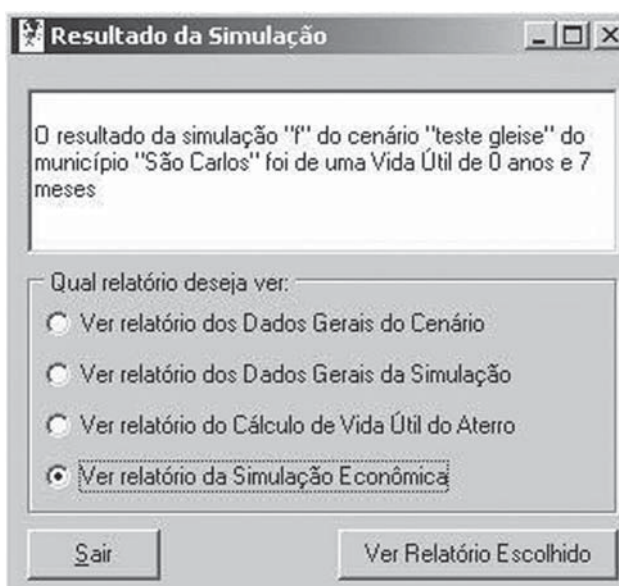 Resultado da Simulação
O resultado da simulação "f" do cenário "teste gleise" do
município "São Carlos" foi de uma Vida Útil de 0 anos e 7
meses
Qual relatório deseja ver:
Ver relatório dos Dados Gerais do Cenário
Ver relatório dos Dados Gerais da Simulação
Ver relatório do Cálculo de Vida Útil do Aterro
Ver relatório da Simulação Econômica
Sair
Ver Relatório Escolhido